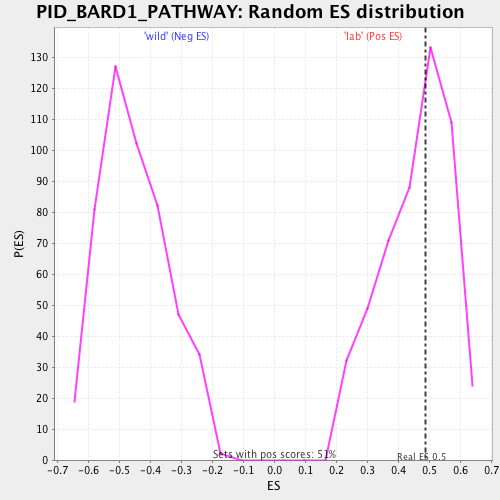 PID_BARD1_PATHWAY: Random ES distribution
'wild' (Neg ES) 'lab' (Pos ES)
130
120
110
100
90
80
70
60
50
40
30
20
10
0
P(ES)
Sets with pos scores: 51%
Real ES 0.5
-0.7 -0.6 -0.5 -0.4 -0.3 -0.2 -0.1 0.0 0.1 0.2 0.3 0.4 0.5 0.6 0.7
ES